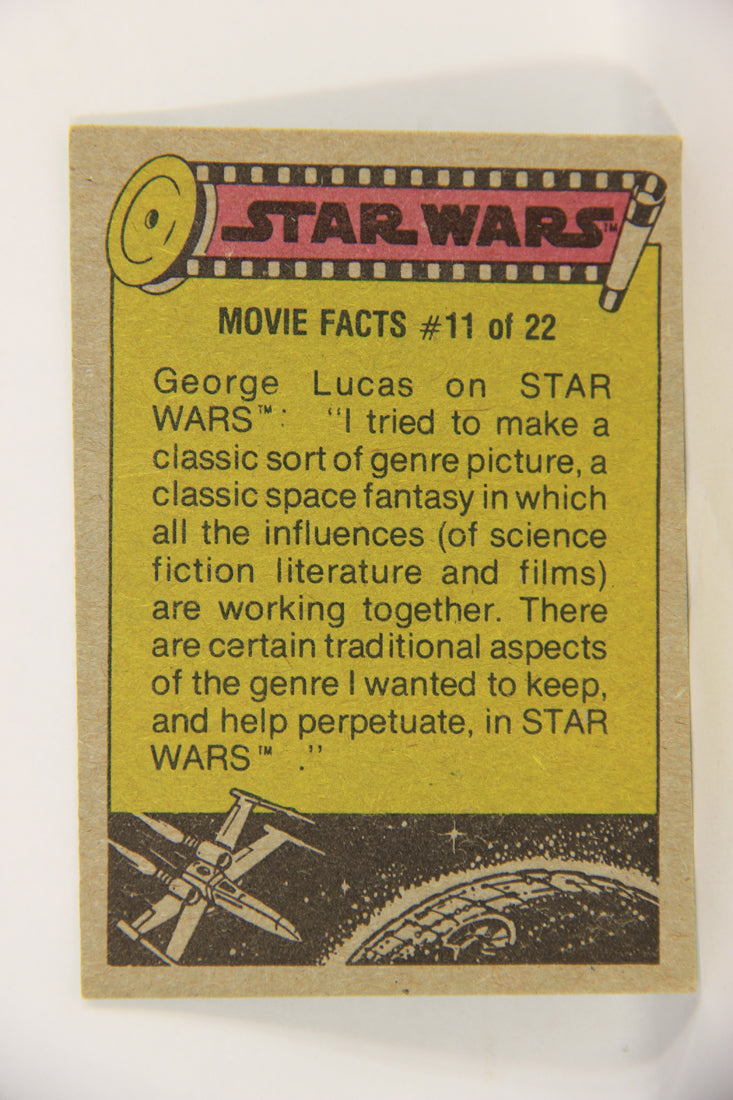 STAR WARS™
MOVIE FACTS #11 of 22
George Lucas on STAR
WARS™: "I tried to make a
classic sort of genre picture, a
classic space fantasy in which
all the influences (of science
fiction literature and films)
are working together. There
are certain traditional aspects
of the genre I wanted to keep,
and help perpetuate, in STAR
WARS™ ."